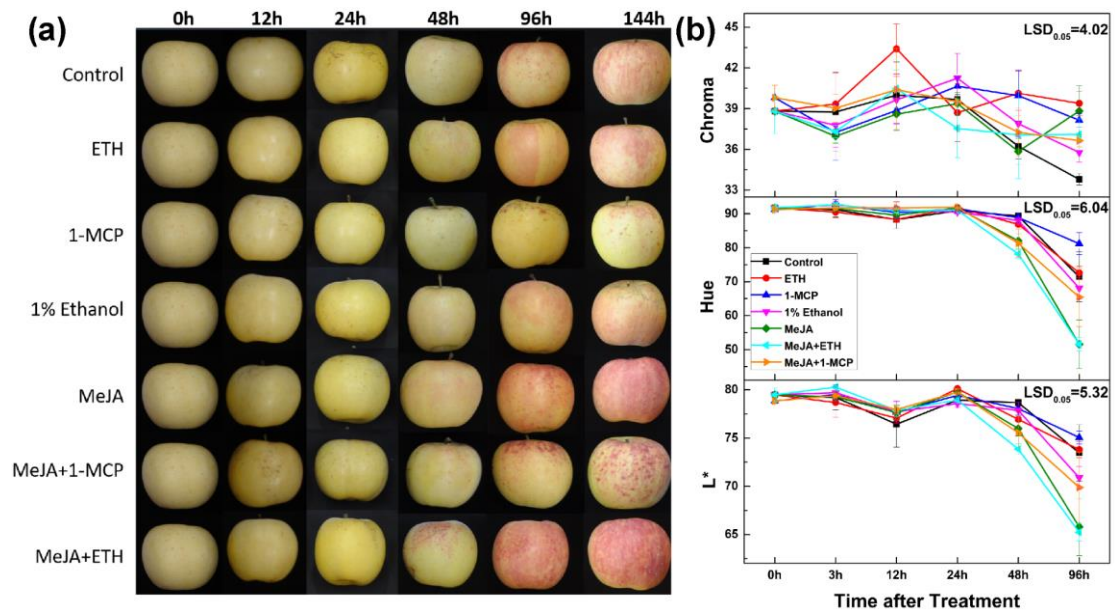 (a)
0h 12h 24h 48h 96h 144h
Control
ETH
1-MCP
1% Ethanol
MeJA
MeJA+1-MCP
MeJA+ETH
(b)
LSD0.05=4.02
45
42
39
36
33
Chroma
LSD0.05=6.04
90
80
70
60
50
Hue
Control
ETH
1-MCP
1% Ethanol
MeJA
MeJA+ETH
MeJA+1-MCP
LSD0.05=5.32
80
75
70
65
L*
0h 3h 12h 24h 48h 96h
Time after Treatment